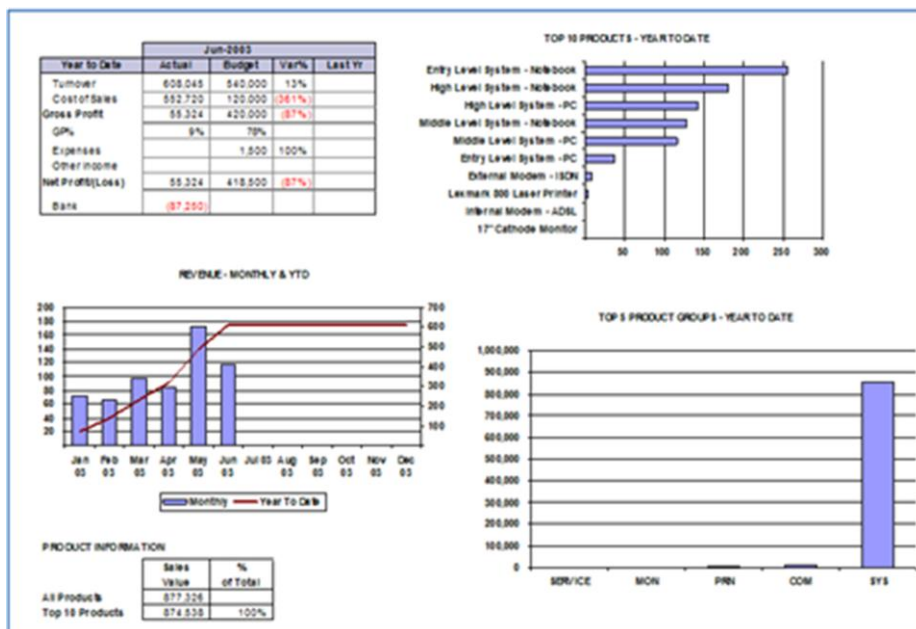 Jun-2003
Year to Date Actual Budget Var% Last Yr
Turnover 608,045 540,000 13%
Cost of Sales 552,720 120,000 (361%)
Gross Profit 55,324 420,000 (87%)
GP% 9% 78%
Expenses 1,500 100%
Other Income
Net Profit/(Loss) 55,324 418,500 (87%)
Bank (87,250)
TOP 10 PRODUCTS - YEAR TO DATE
Entry Level System - Notebook
High Level System - Notebook
High Level System - PC
Middle Level System - Notebook
Middle Level System - PC
Entry Level System - PC
External Modem - ISDN
Lexmark 800 Laser Printer
Internal Modem - ADSL
17" Cathode Monitor
50 100 150 200 250 300
REVENUE - MONTHLY & YTD
200 700
180 600
160 500
140 400
120 300
100 200
80 100
60
40
20
Jan 03 Feb 03 Mar 03 Apr 03 May 03 Jun 03 Jul 03 Aug 03 Sep 03 Oct 03 Nov 03 Dec 03
Monthly Year To Date
TOP 5 PRODUCT GROUPS - YEAR TO DATE
1,000,000
900,000
800,000
700,000
600,000
500,000
400,000
300,000
200,000
100,000
0
SERVICE MON PRN COM SYS
PRODUCT INFORMATION
Sales Value % of Total
All Products 877,326
Top 10 Products 874,538 100%